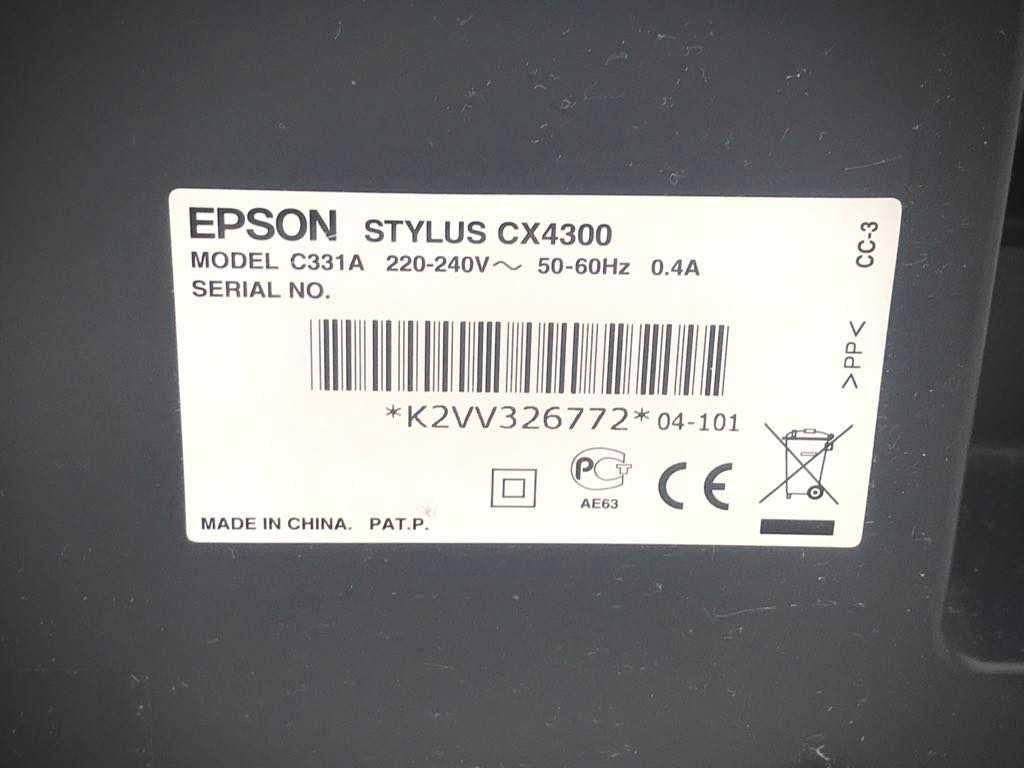 EPSON STYLUS CX4300
MODEL C331A 220-240V～ 50-60Hz 0.4A
SERIAL NO.
*K2VV326772* 04-101
PCT
AE63
CE
MADE IN CHINA. PAT.P.
CC-3
>PP<